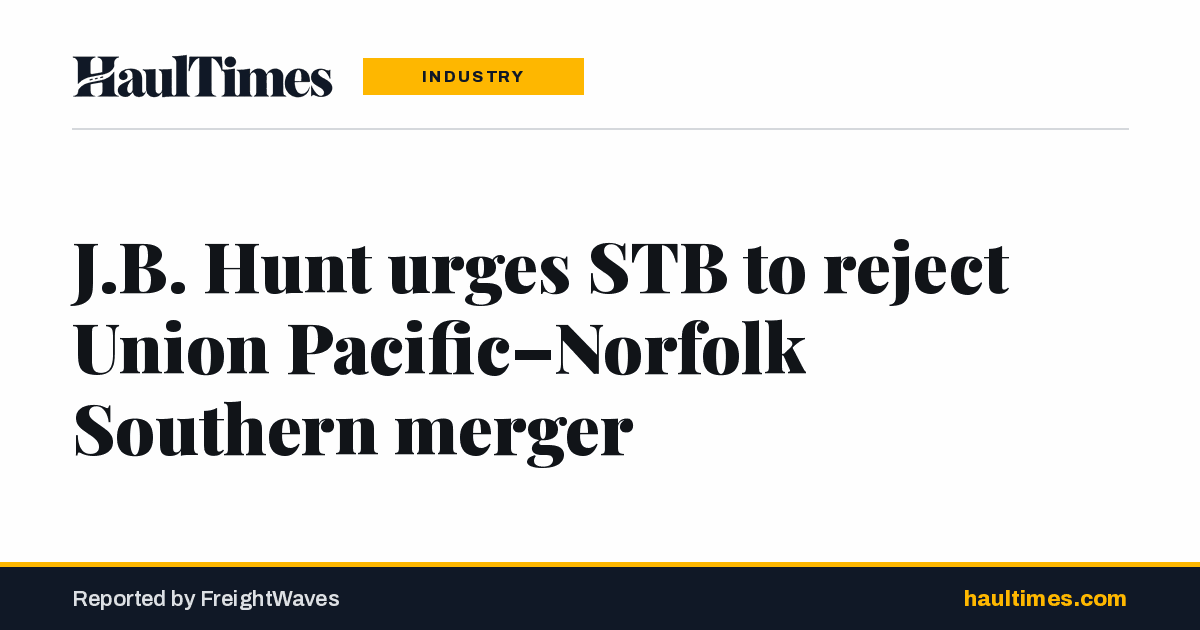 HaulTimes
INDUSTRY
J.B. Hunt urges STB to reject
Union Pacific–Norfolk
Southern merger
Reported by FreightWaves
haultimes.com